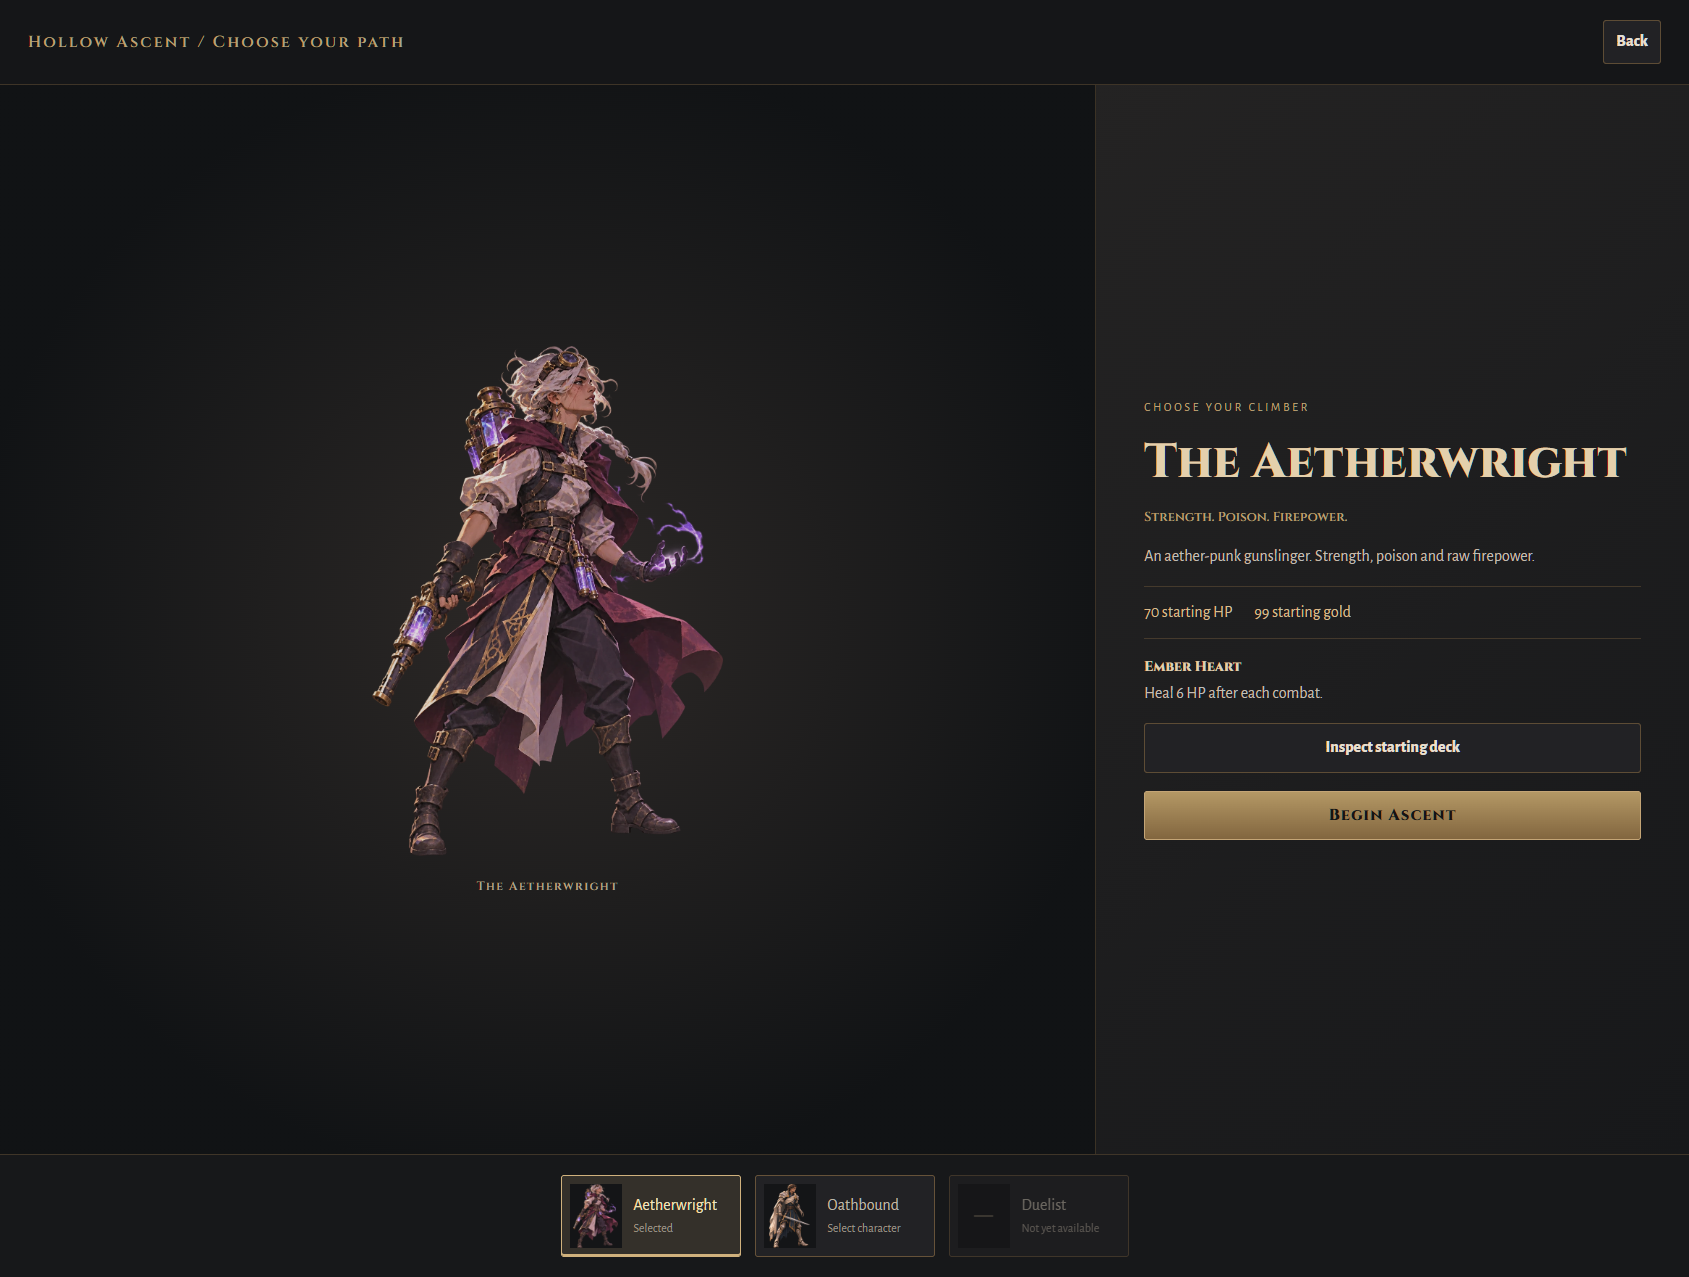 Hollow Ascent / Choose your path
Back
CHOOSE YOUR CLIMBER
The Aetherwright
Strength. Poison. Firepower.
An aether-punk gunslinger. Strength, poison and raw firepower.
70 starting HP 99 starting gold
Ember Heart
Heal 6 HP after each combat.
Inspect starting deck
Begin Ascent
The Aetherwright
Aetherwright
Selected
Oathbound
Select character
Duelist
Not yet available